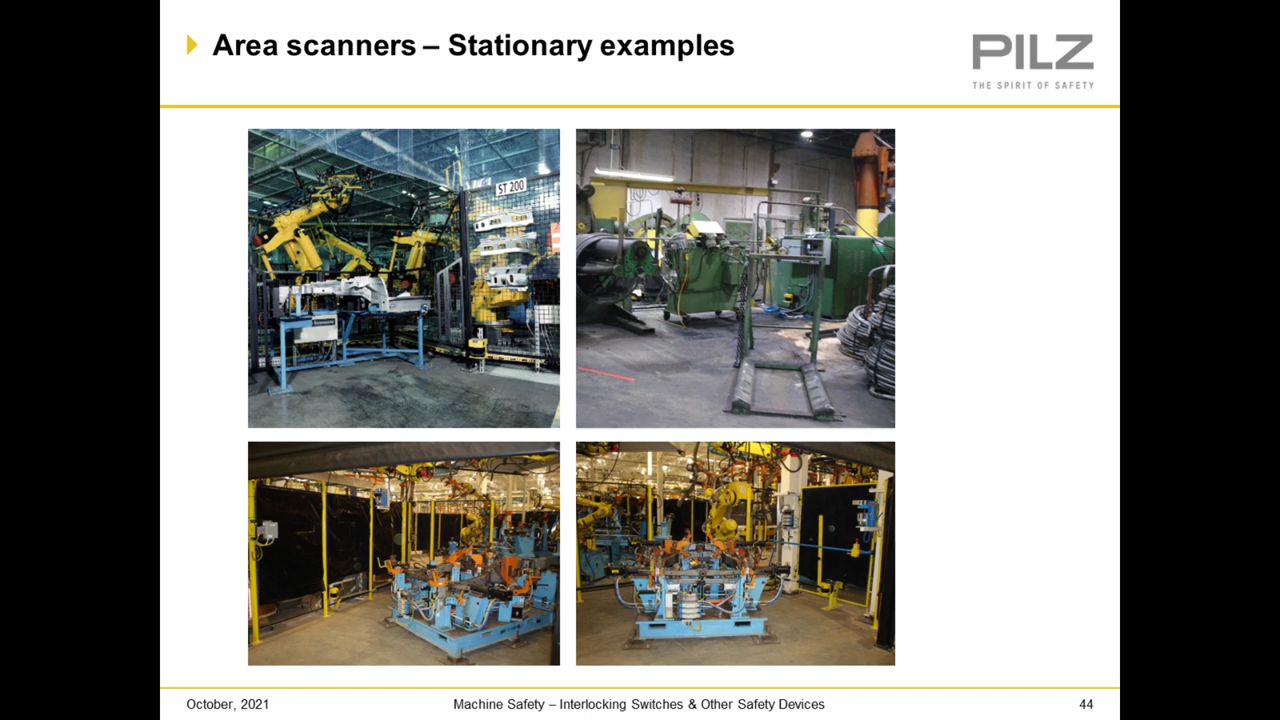 Area scanners – Stationary examples
PILZ
THE SPIRIT OF SAFETY
ST 200
October, 2021
Machine Safety – Interlocking Switches & Other Safety Devices
44